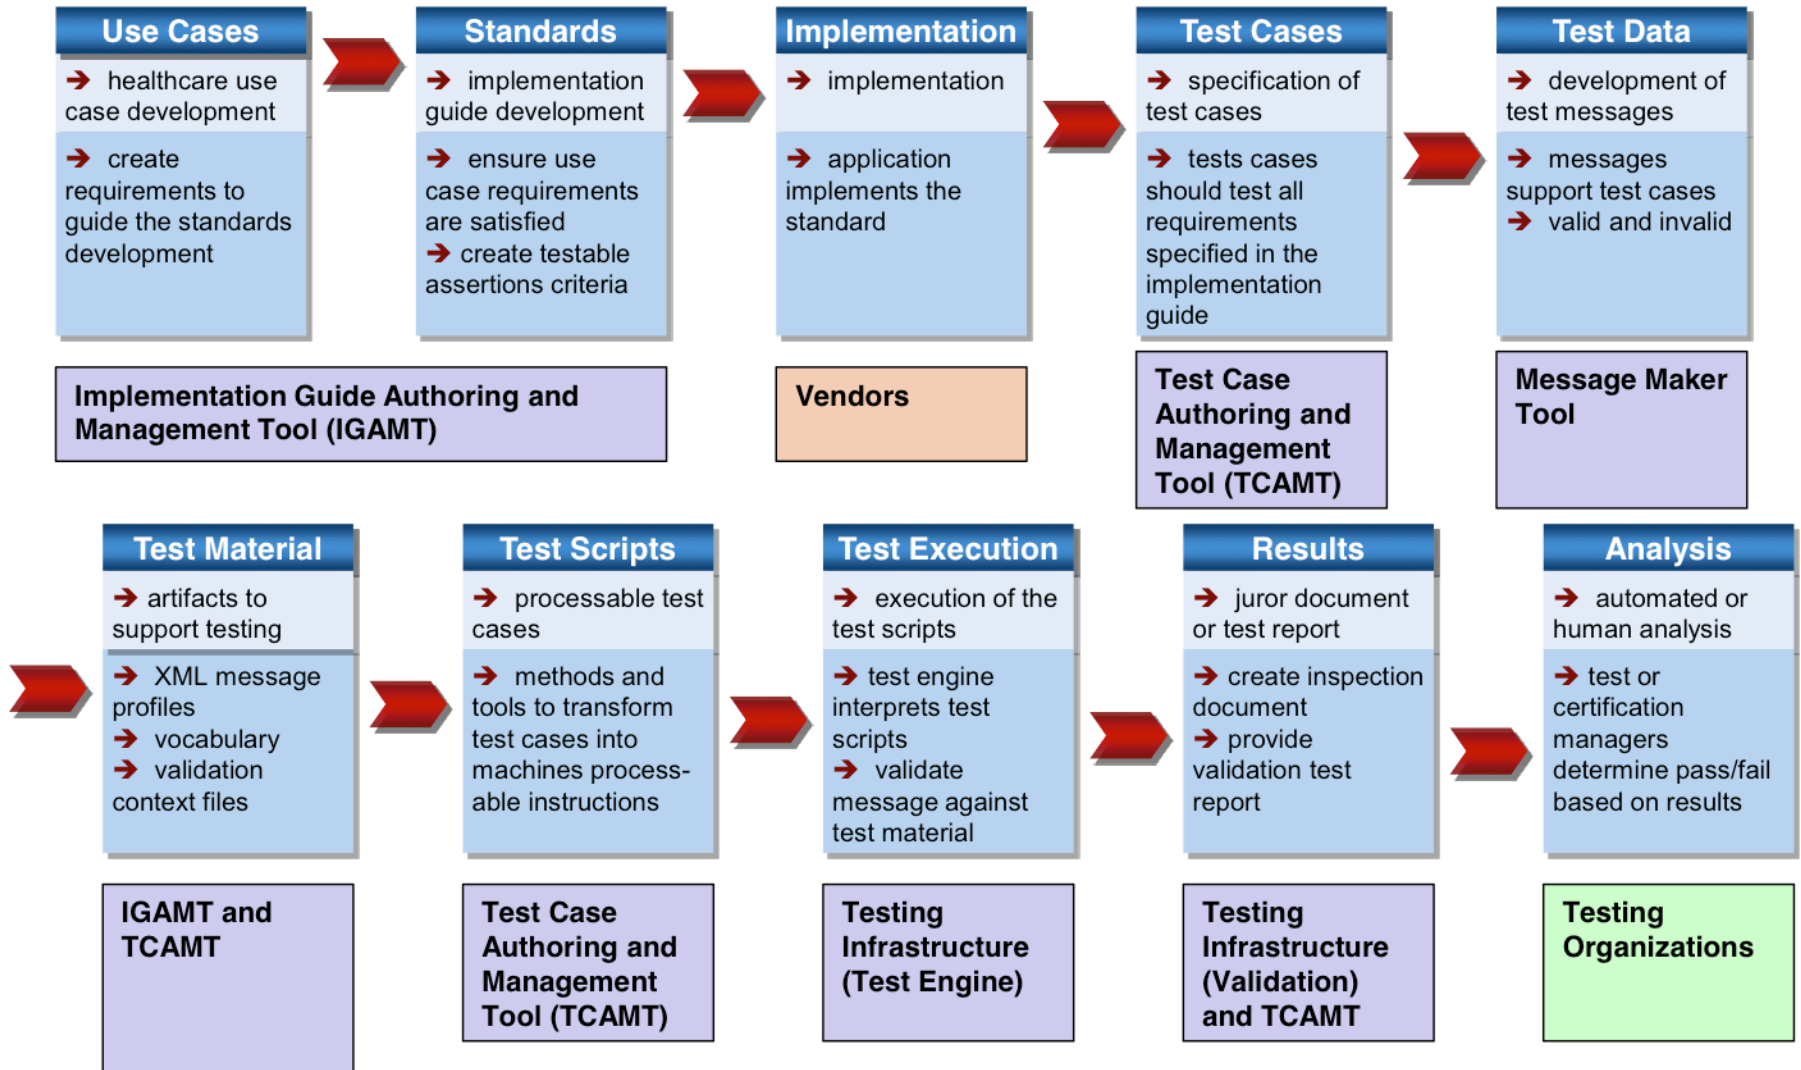 Use Cases
➔ healthcare use
case development
➔ create
requirements to
guide the standards
development
Standards
➔ implementation
guide development
➔ ensure use
case requirements
are satisfied
➔ create testable
assertions criteria
Implementation
➔ implementation
➔ application
implements the
standard
Test Cases
➔ specification of
test cases
➔ tests cases
should test all
requirements
specified in the
implementation
guide
Test Data
➔ development of
test messages
➔ messages
support test cases
➔ valid and invalid
Implementation Guide Authoring and
Management Tool (IGAMT)
Vendors
Test Case
Authoring and
Management
Tool (TCAMT)
Message Maker
Tool
Test Material
➔ artifacts to
support testing
➔ XML message
profiles
➔ vocabulary
➔ validation
context files
Test Scripts
➔ processable test
cases
➔ methods and
tools to transform
test cases into
machines process-
able instructions
Test Execution
➔ execution of the
test scripts
➔ test engine
interprets test
scripts
➔ validate
message against
test material
Results
➔ juror document
or test report
➔ create inspection
document
➔ provide
validation test
report
Analysis
➔ automated or
human analysis
➔ test or
certification
managers
determine pass/fail
based on results
IGAMT and
TCAMT
Test Case
Authoring and
Management
Tool (TCAMT)
Testing
Infrastructure
(Test Engine)
Testing
Infrastructure
(Validation)
and TCAMT
Testing
Organizations